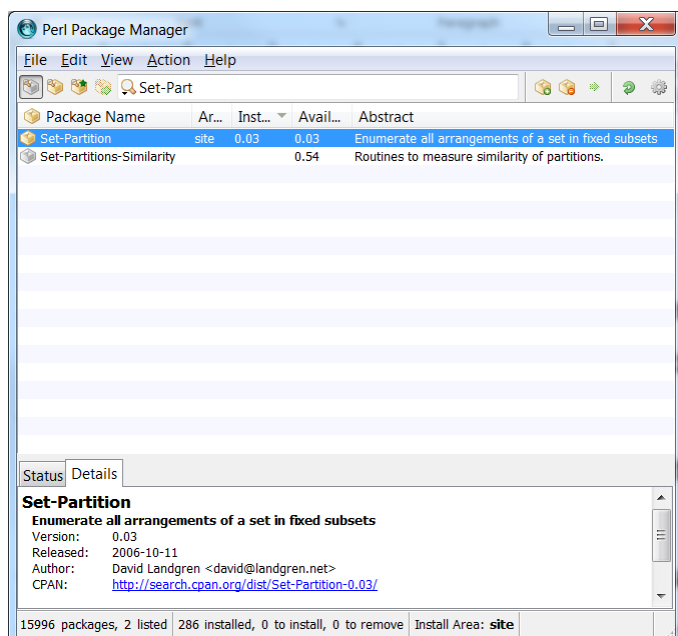 Perl Package Manager
File Edit View Action Help
Set-Part
Package Name Ar... Inst... Avail... Abstract
Set-Partition site 0.03 0.03 Enumerate all arrangements of a set in fixed subsets
Set-Partitions-Similarity 0.54 Routines to measure similarity of partitions.
Status Details
Set-Partition
Enumerate all arrangements of a set in fixed subsets
Version: 0.03
Released: 2006-10-11
Author: David Landgren <david@landgren.net>
CPAN: http://search.cpan.org/dist/Set-Partition-0.03/
15996 packages, 2 listed 286 installed, 0 to install, 0 to remove Install Area: site